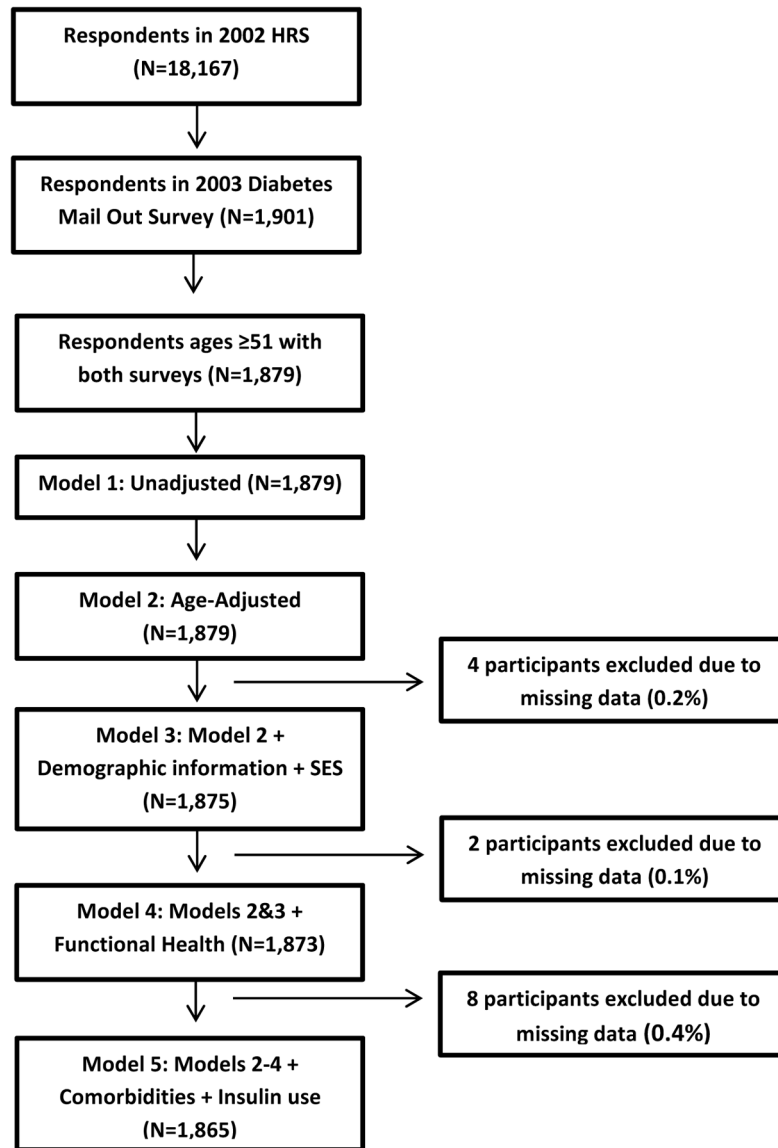 Respondents in 2002 HRS
(N=18,167)
Respondents in 2003 Diabetes
Mail Out Survey (N=1,901)
Respondents ages ≥51 with
both surveys (N=1,879)
Model 1: Unadjusted (N=1,879)
Model 2: Age-Adjusted
(N=1,879)
4 participants excluded due to
missing data (0.2%)
Model 3: Model 2 +
Demographic information + SES
(N=1,875)
2 participants excluded due to
missing data (0.1%)
Model 4: Models 2&3 +
Functional Health (N=1,873)
8 participants excluded due to
missing data (0.4%)
Model 5: Models 2-4 +
Comorbidities + Insulin use
(N=1,865)